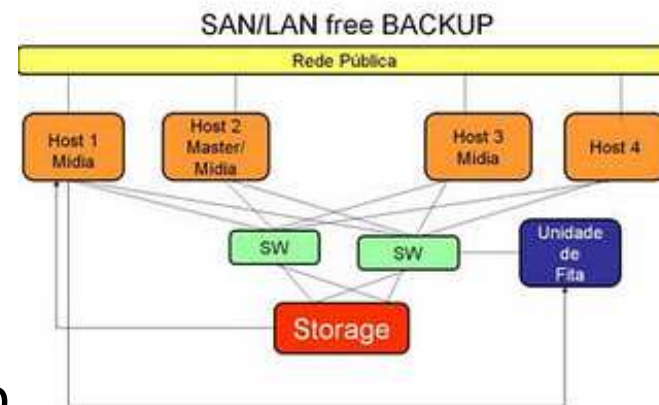 SAN/LAN free BACKUP
Rede Pública
Host 1
Mídia
Host 2
Master/
Mídia
Host 3
Mídia
Host 4
SW
SW
Unidade
de
Fita
Storage